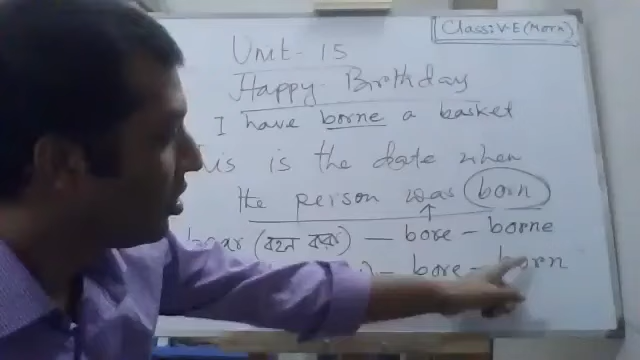 Class: V-E(Morn)
Unit-15
Happy Birthday
I have borne a basket
is is the date when
the person was born
bear (বহন করা) — bore - borne
) - bore - born